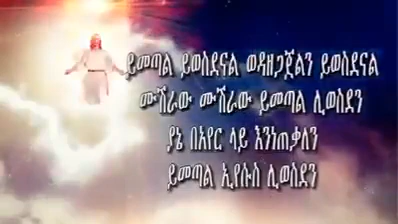 ይመጣል ይወስደናል ወዳዘጋጀልን ይወስደናል
ሙሽራው ሙሽራው ይመጣል ሊወስደን
ያኔ በአየር ላይ እንነጠቃለን
ይመጣል ኢየሱስ ሊወስደን